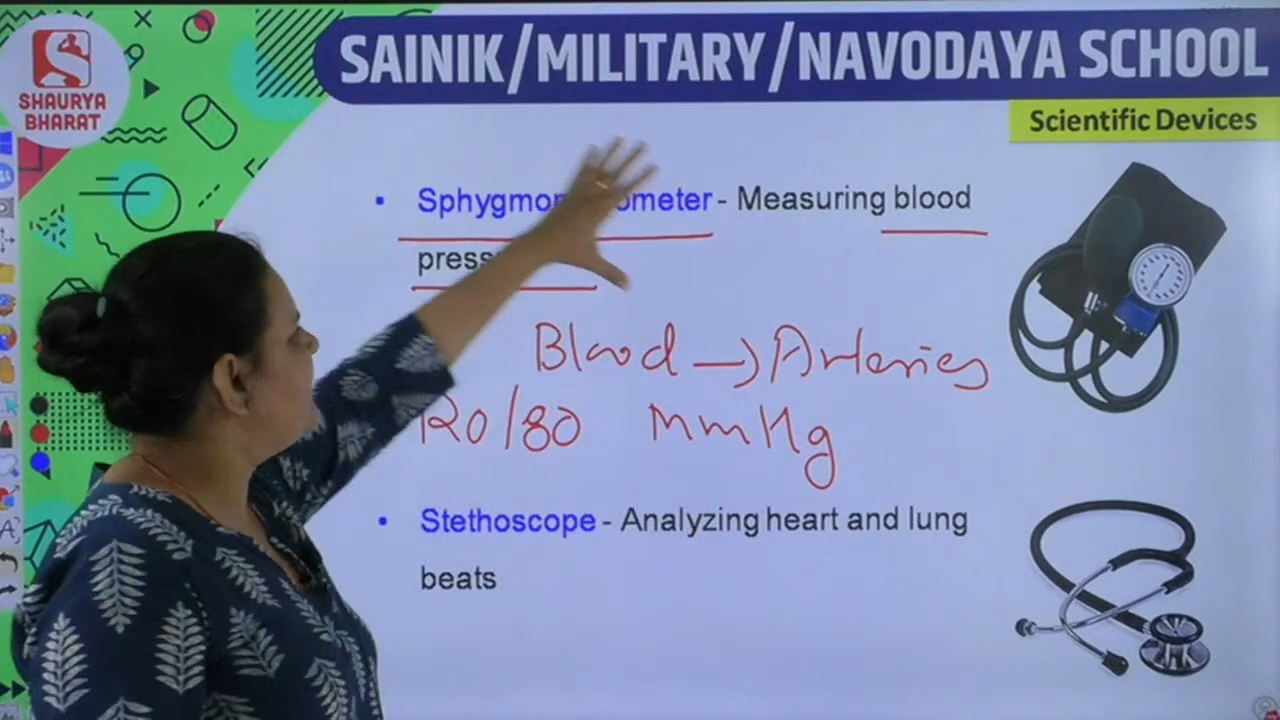 SAINIK/MILITARY/NAVODAYA SCHOOL
SHAURYA
BHARAT
Scientific Devices
- Measuring blood
Blood → Arteries
120/80 mmHg
• Stethoscope - Analyzing heart and lung
beats